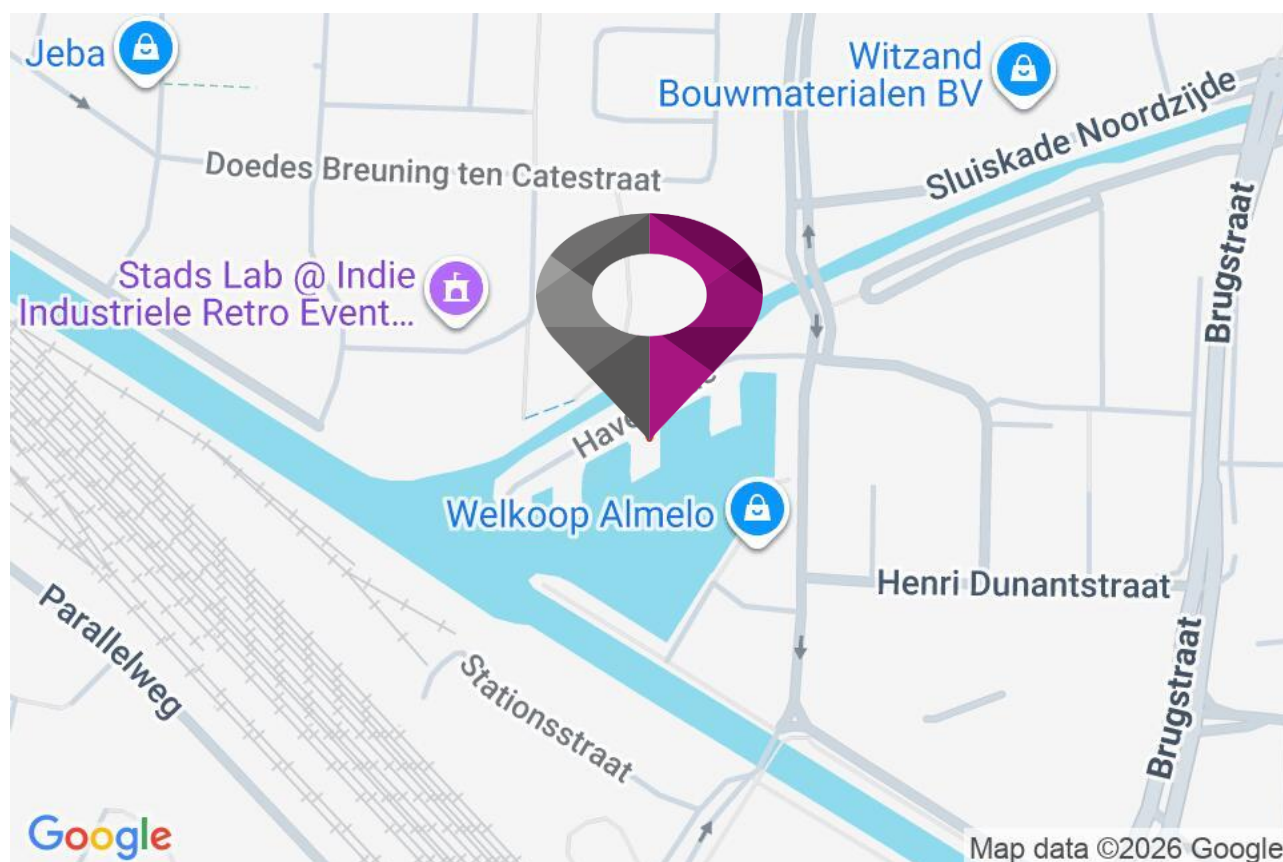 Jeba
Witzand
Bouwmaterialen BV
Sluiskade Noordzijde
Doedes Breuning ten Catestraat
Brugstraat
Stads Lab @ Indie
Industriele Retro Event...
Welkoop Almelo
Henri Dunantstraat
Parallelweg
Stationsstraat
Brugstraat
Google
Map data ©2026 Google